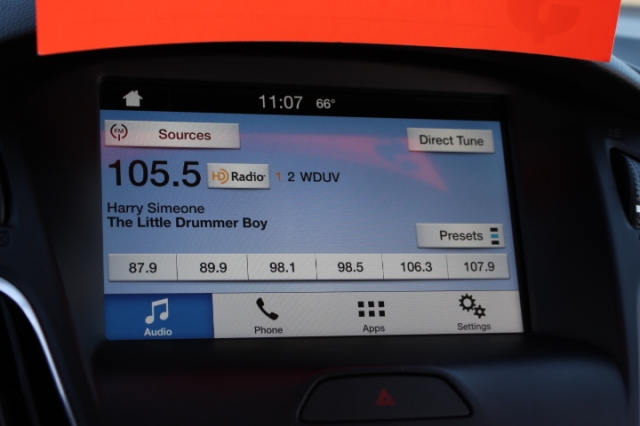 11:07 66°
FM Sources
Direct Tune
105.5 HD Radio 1 2 WDUV
Harry Simeone
The Little Drummer Boy
Presets
87.9 89.9 98.1 98.5 106.3 107.9
Audio Phone Apps Settings